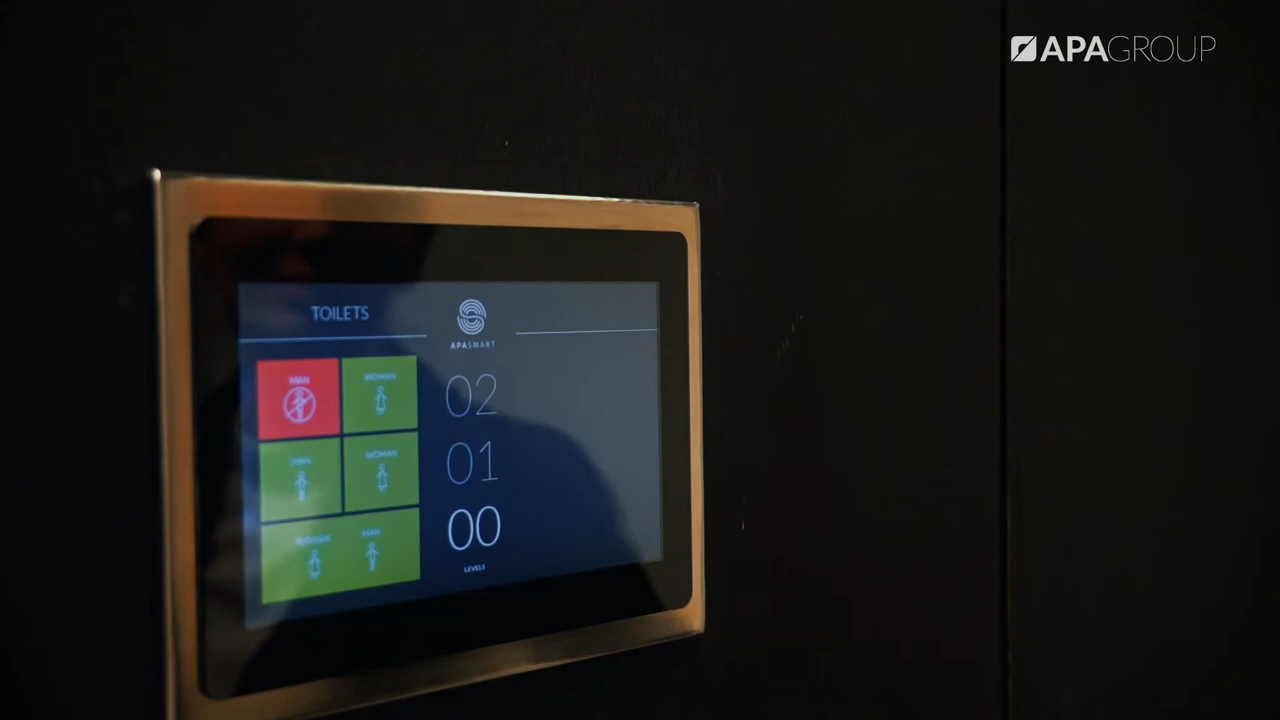 APAGROUP
TOILETS
APASMART
MAN
WOMAN
WOMAN
MAN
02
01
00
LEVELS